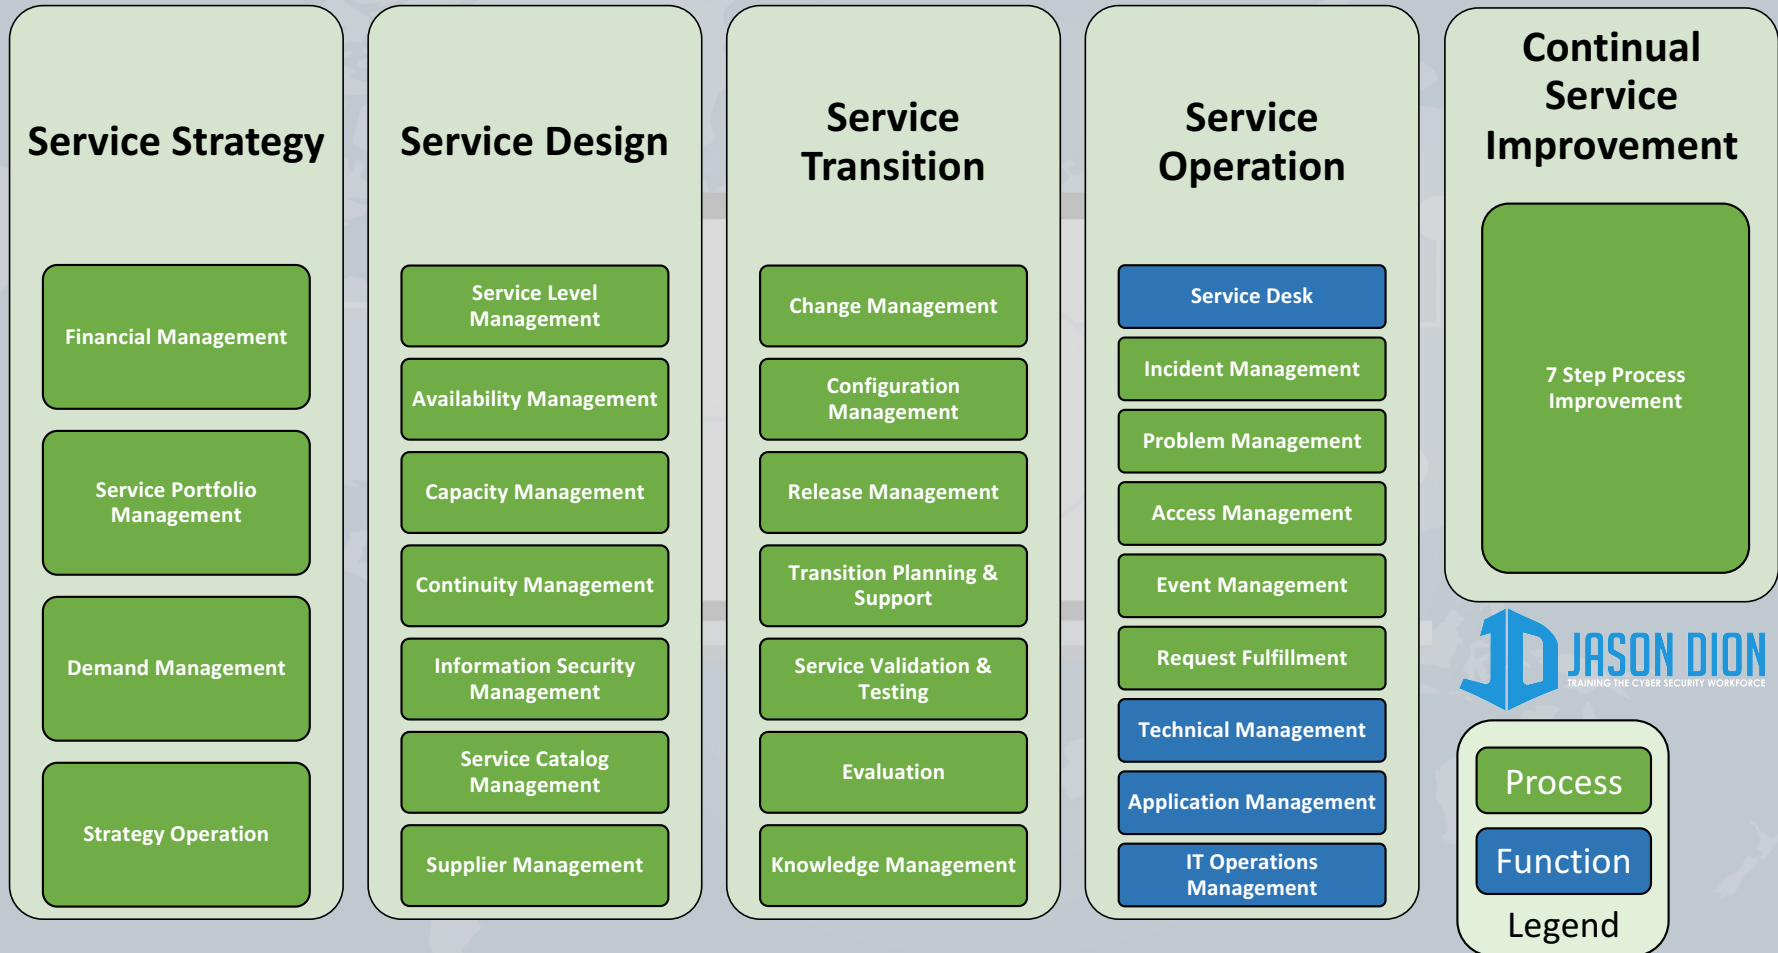 Service Strategy
Financial Management
Service Portfolio
Management
Demand Management
Strategy Operation
Service Design
Service Level
Management
Availability Management
Capacity Management
Continuity Management
Information Security
Management
Service Catalog
Management
Supplier Management
Service
Transition
Change Management
Configuration
Management
Release Management
Transition Planning &
Support
Service Validation &
Testing
Evaluation
Knowledge Management
Service
Operation
Service Desk
Incident Management
Problem Management
Access Management
Event Management
Request Fulfillment
Technical Management
Application Management
IT Operations
Management
Continual
Service
Improvement
7 Step Process
Improvement
JD
JASON DION
TRAINING THE CYBER SECURITY WORKFORCE
Process
Function
Legend